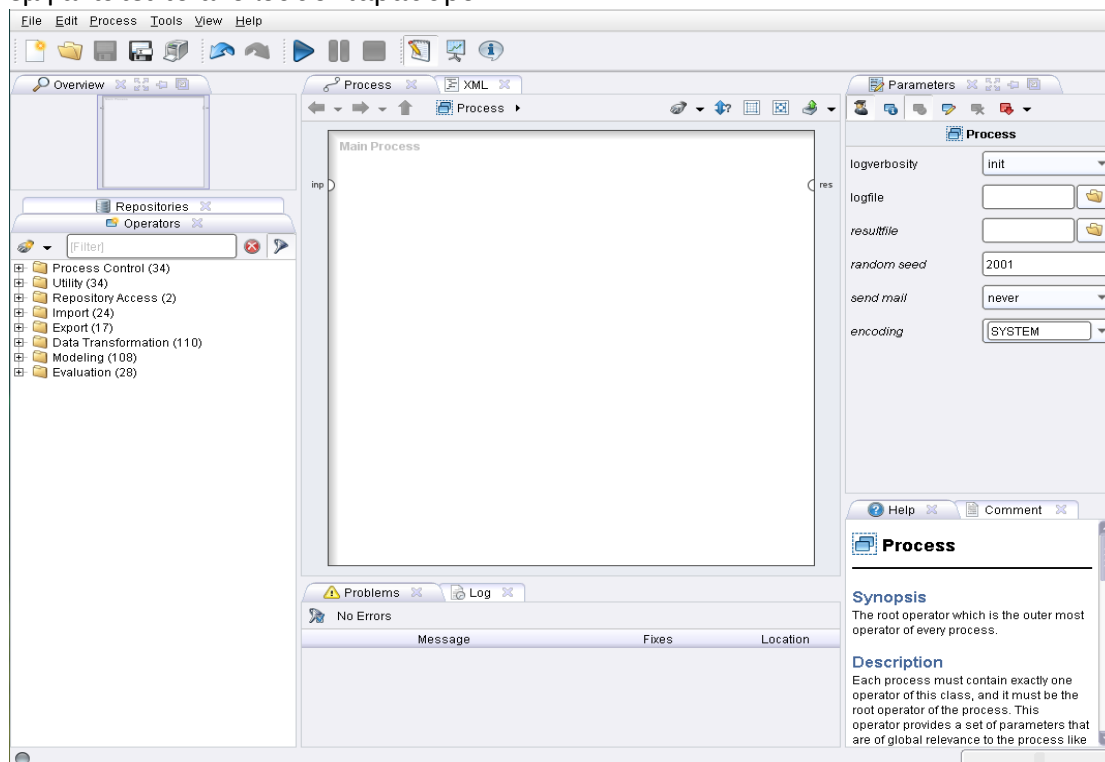 File Edit Process Tools View Help
Overview
Process XML
Parameters
Process
Process
Main Process
logverbosity init
inp res
logfile
Repositories
Operators
resultfile
[Filter]
random seed 2001
Process Control (34)
Utility (34)
Repository Access (2)
send mail never
Import (24)
Export (17)
encoding SYSTEM
Data Transformation (110)
Modeling (108)
Evaluation (28)
Help Comment
Process
Problems Log
Synopsis
No Errors
The root operator which is the outer most
operator of every process.
Message Fixes Location
Description
Each process must contain exactly one
operator of this class, and it must be the
root operator of the process. This
operator provides a set of parameters that
are of global relevance to the process like